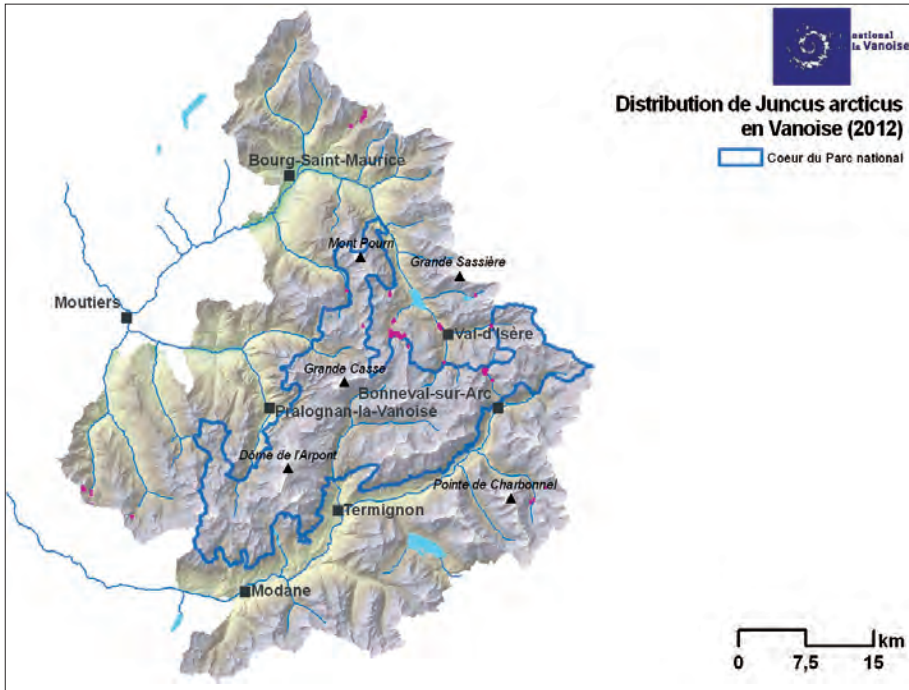 national
la Vanoise
Distribution de Juncus arcticus
en Vanoise (2012)
Coeur du Parc national
Bourg-Saint-Maurice
Mont Pourri
Grande Sassière
Moutiers
Val-d'Isère
Grande Casse
Bonneval-sur-Arc
Pralognan-la-Vanoise
Dôme de l'Arpont
Pointe de Charbonnel
Termignon
Modane
km
0 7,5 15